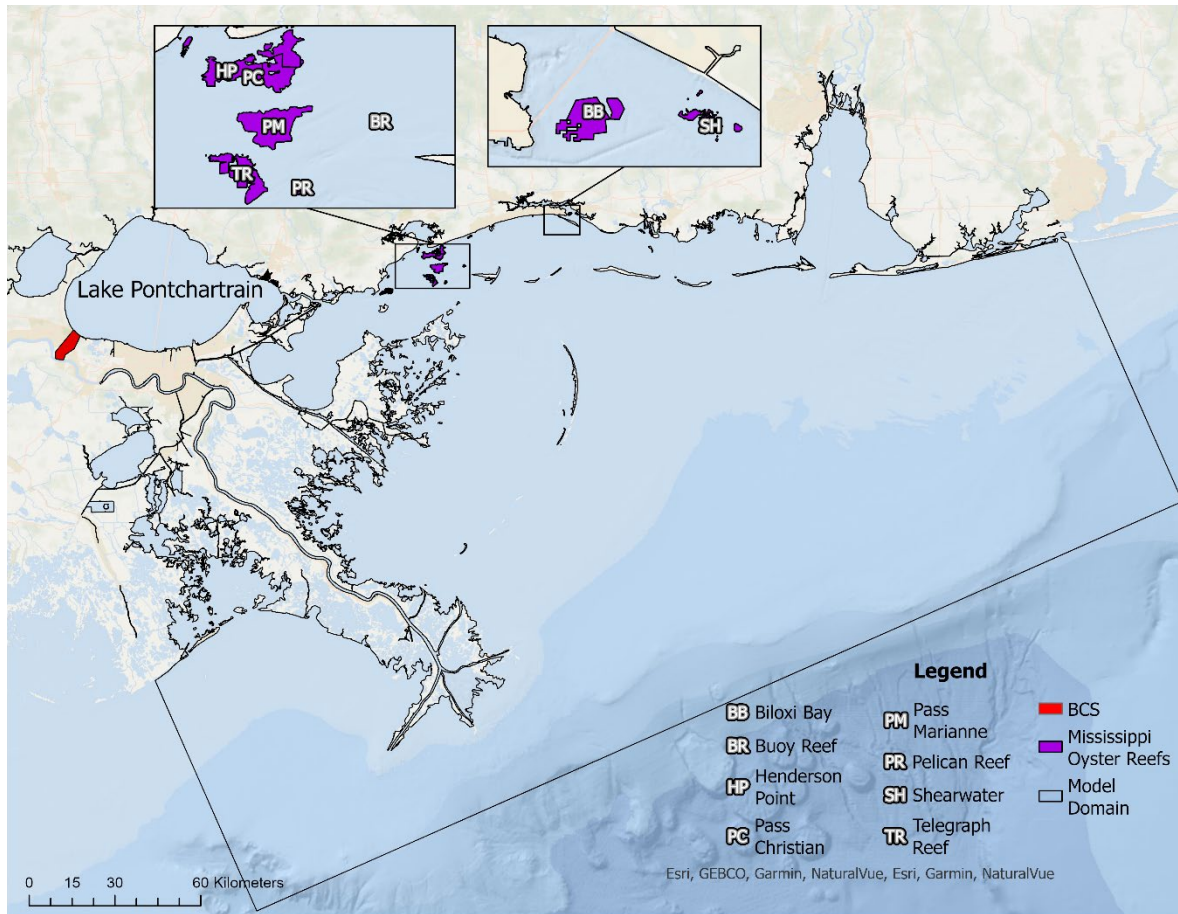 HP
PC
PM
BR
TR
PR
BB
SH
Lake Pontchartrain
Legend
BB Biloxi Bay
BR Buoy Reef
HP Henderson
Point
PC Pass
Christian
PM Pass
Marianne
PR Pelican Reef
SH Shearwater
TR Telegraph
Reef
BCS
Mississippi
Oyster Reefs
Model
Domain
0 15 30 60 Kilometers
Esri, GEBCO, Garmin, NaturalVue, Esri, Garmin, NaturalVue